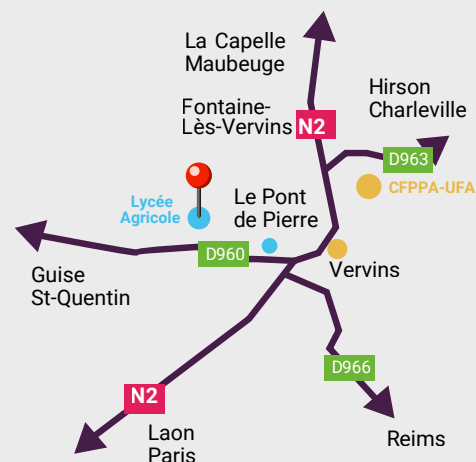 La Capelle
Maubeuge
Hirson
Charleville
Fontaine-
Lès-Vervins
N2
D963
CFPPA-UFA
Lycée
Agricole
Le Pont
de Pierre
D960
Vervins
Guise
St-Quentin
D966
N2
Laon
Paris
Reims